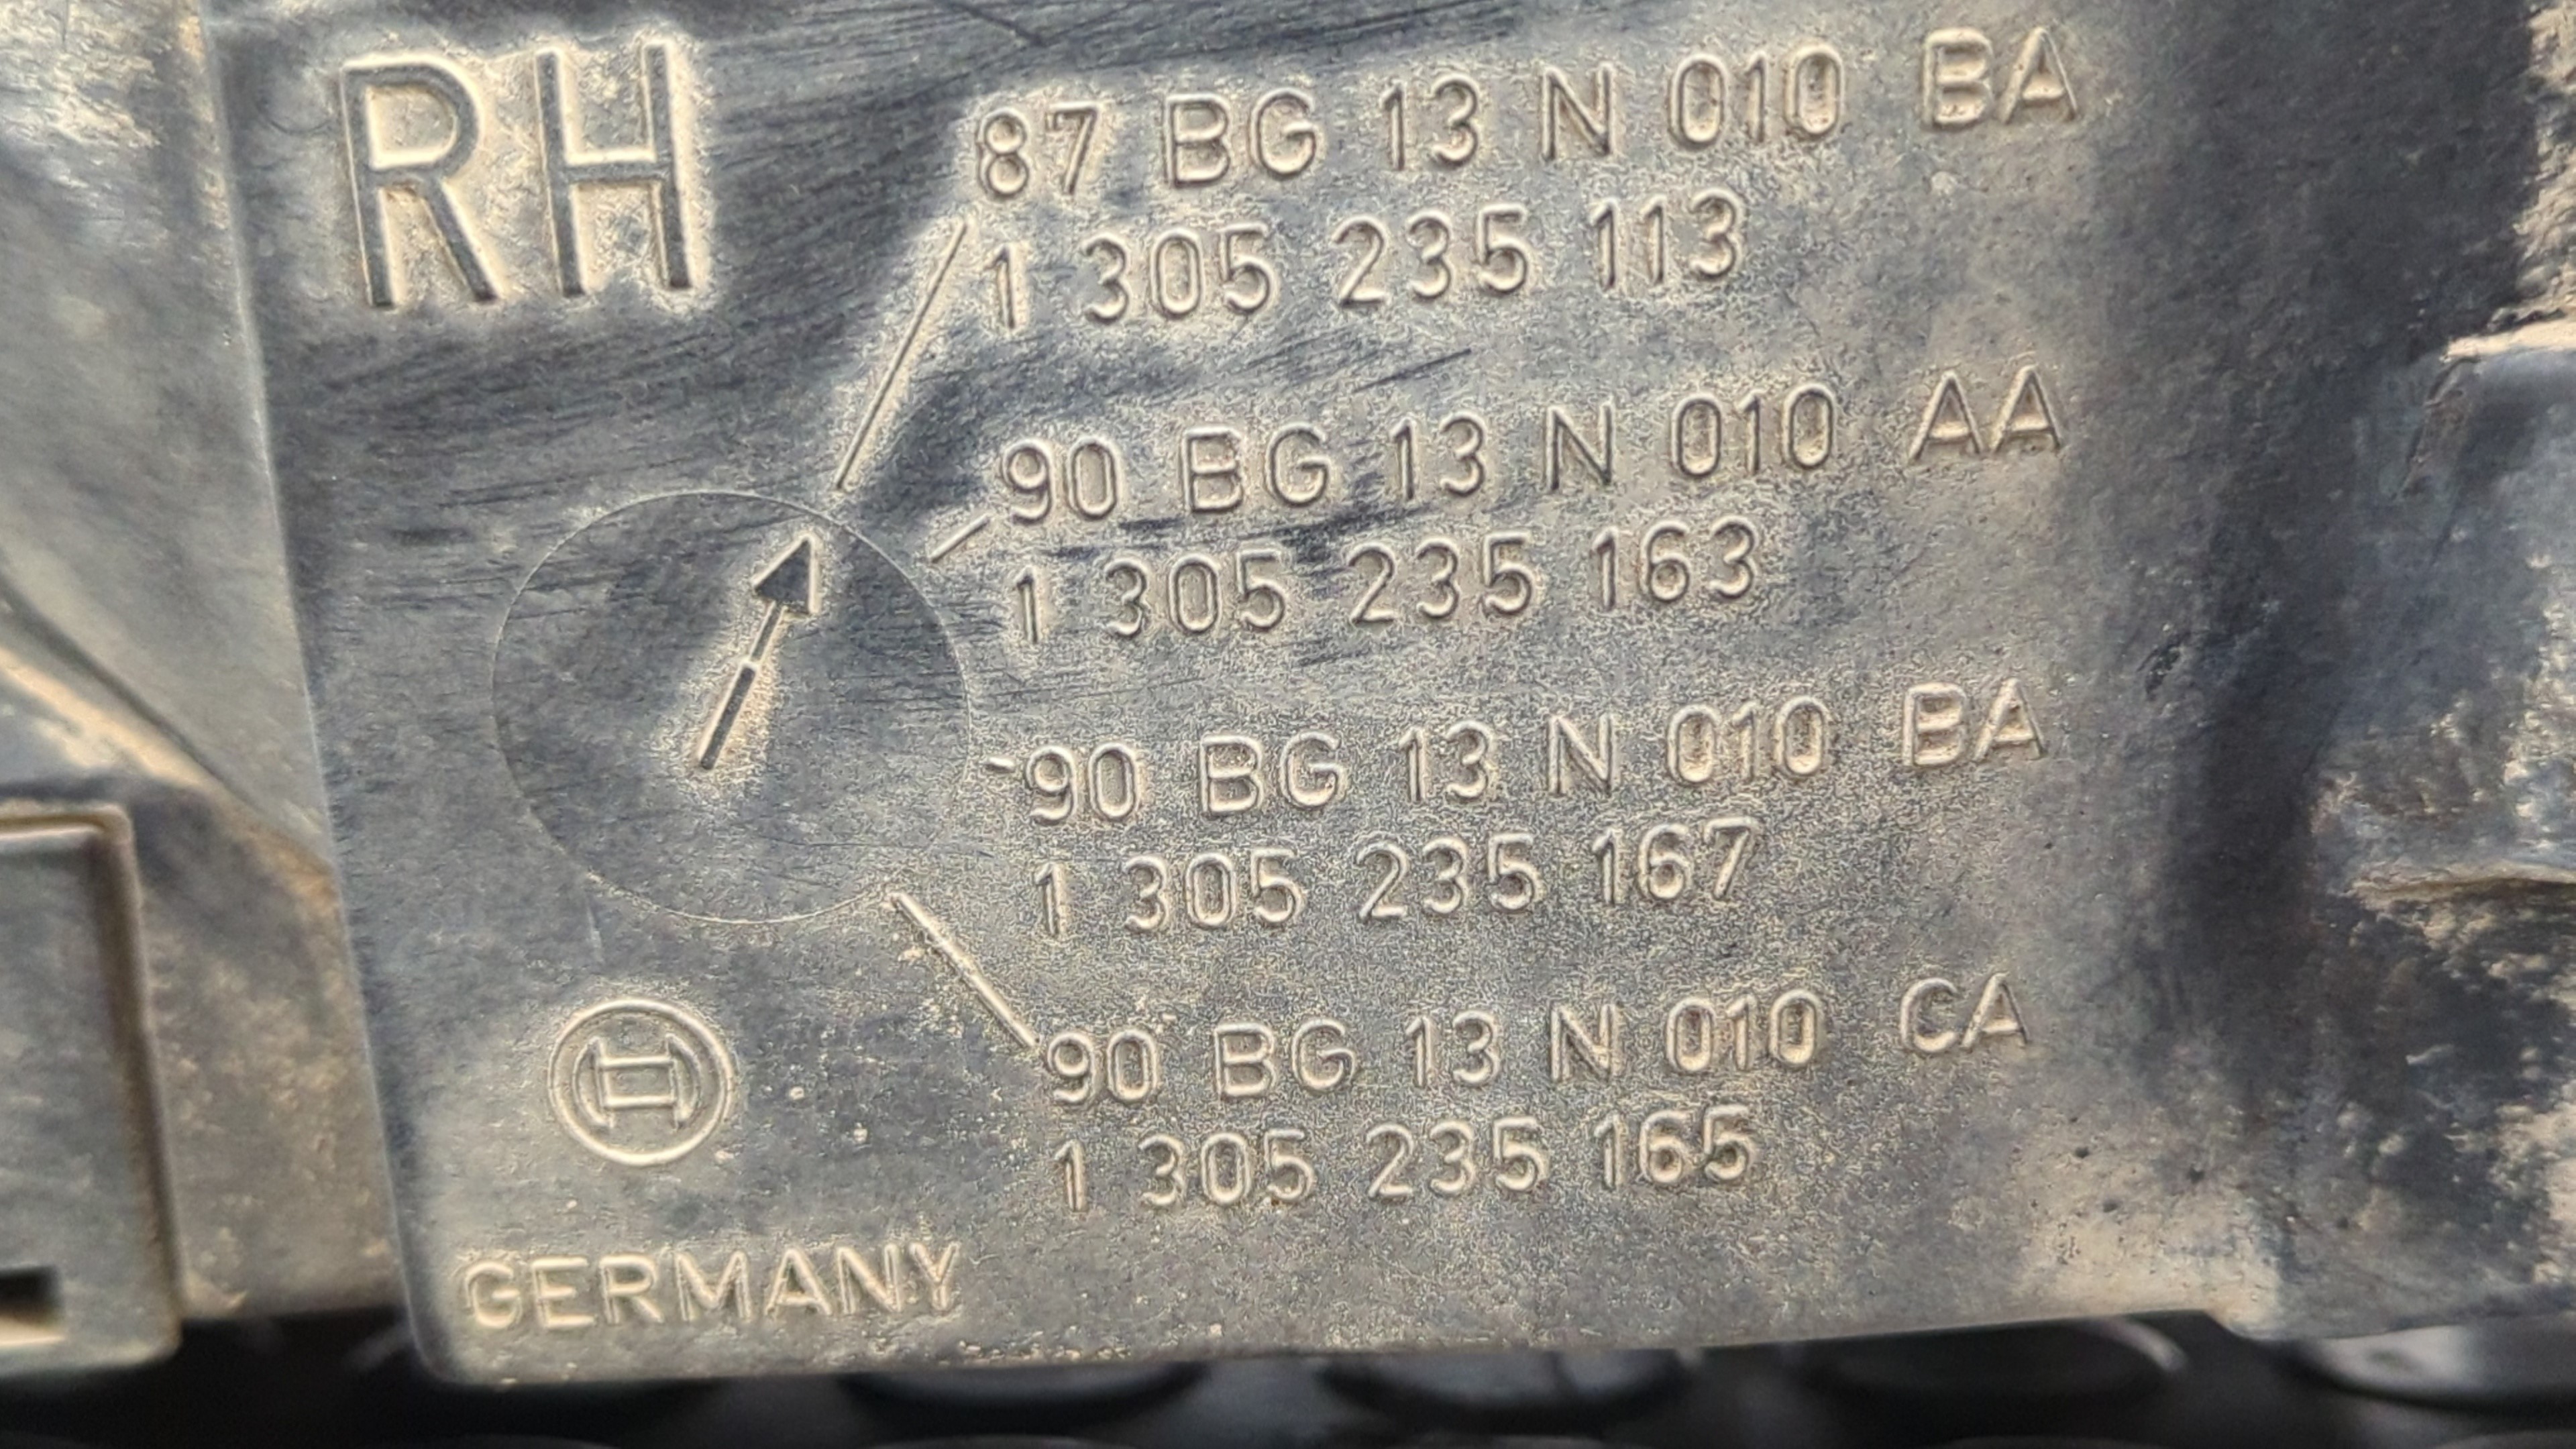 RH
87 BG 13 N 010 BA
1 305 235 113
90 BG 13 N 010 AA
1 305 235 163
90 BG 13 N 010 BA
1 305 235 167
90 BG 13 N 010 CA
1 305 235 165
GERMANY